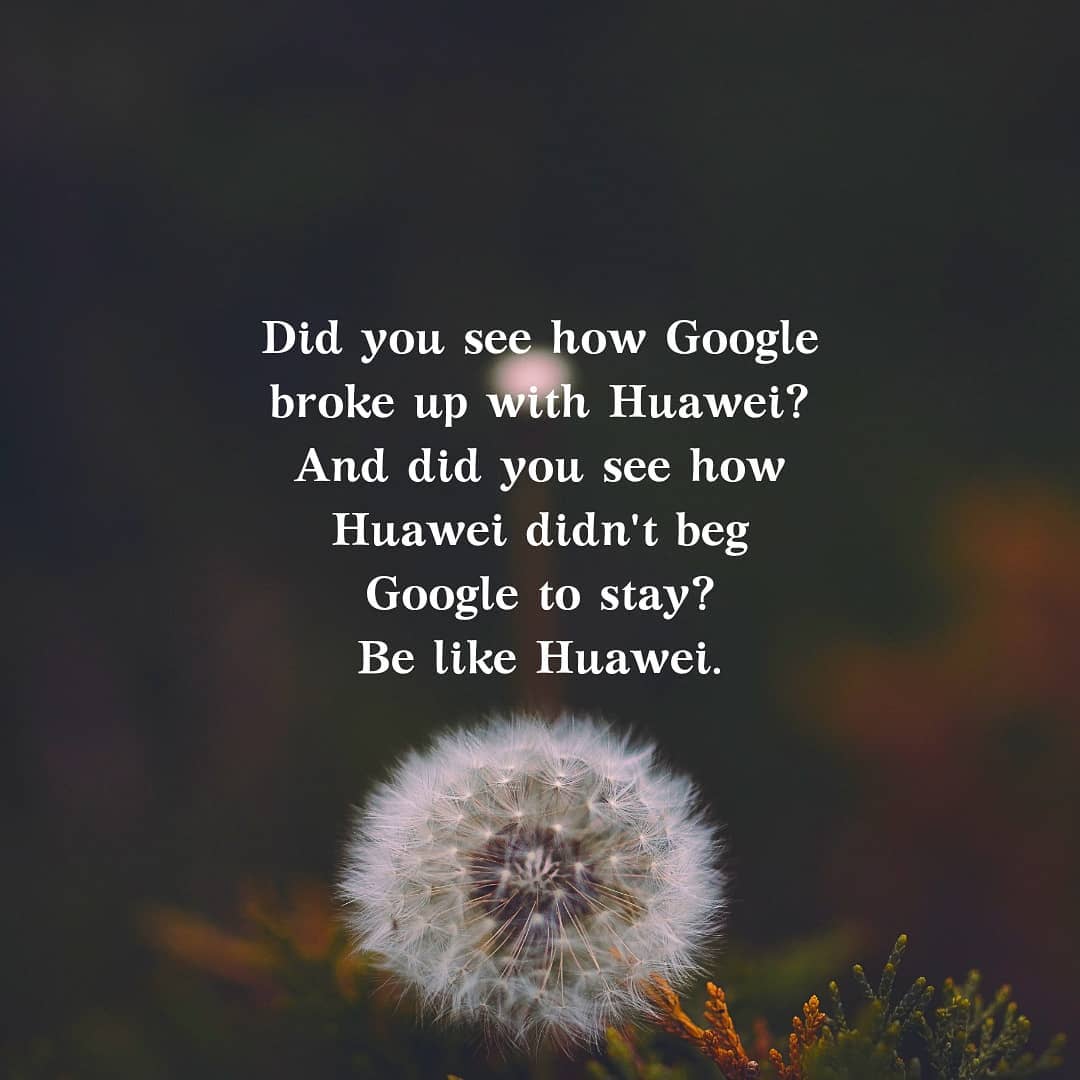 Did you see how Google
broke up with Huawei?
And did you see how
Huawei didn't beg
Google to stay?
Be like Huawei.